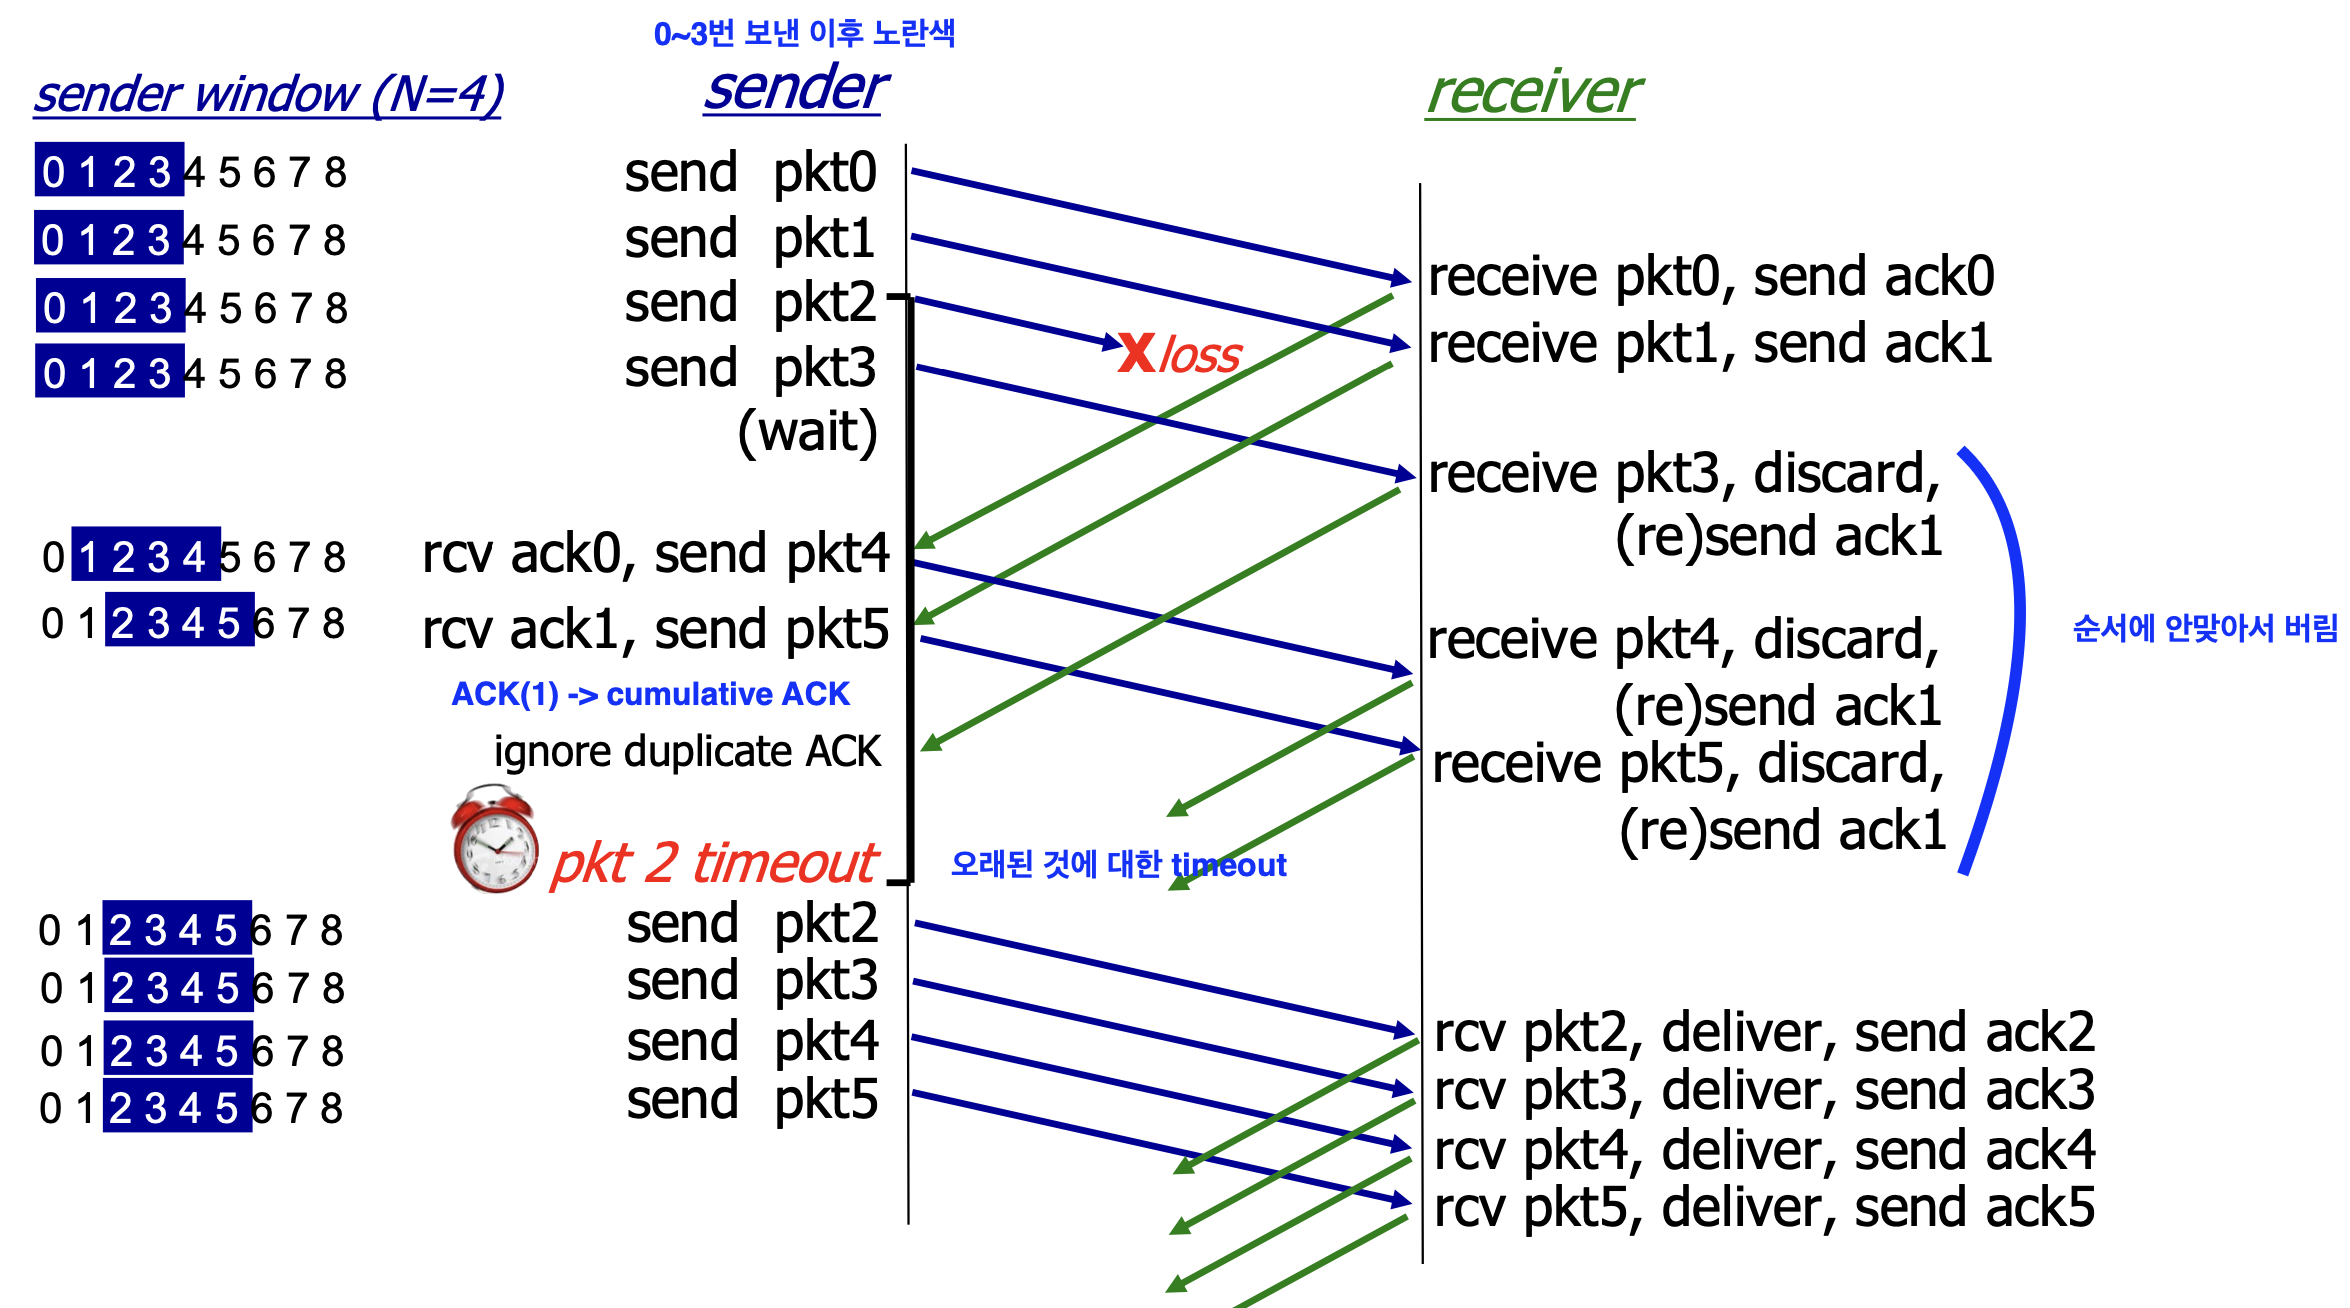 0~3번 보낸 이후 노란색
sender window (N=4)
sender
receiver
0 1 2 3 4 5 6 7 8
send pkt0
0 1 2 3 4 5 6 7 8
send pkt1
receive pkt0, send ack0
0 1 2 3 4 5 6 7 8
send pkt2
X loss
receive pkt1, send ack1
0 1 2 3 4 5 6 7 8
send pkt3
(wait)
receive pkt3, discard,
(re)send ack1
0 1 2 3 4 5 6 7 8
rcv ack0, send pkt4
0 1 2 3 4 5 6 7 8
rcv ack1, send pkt5
receive pkt4, discard,
(re)send ack1
순서에 안맞아서 버림
ACK(1) -> cumulative ACK
ignore duplicate ACK
receive pkt5, discard,
(re)send ack1
pkt 2 timeout
오래된 것에 대한 timeout
0 1 2 3 4 5 6 7 8
send pkt2
0 1 2 3 4 5 6 7 8
send pkt3
0 1 2 3 4 5 6 7 8
send pkt4
0 1 2 3 4 5 6 7 8
send pkt5
rcv pkt2, deliver, send ack2
rcv pkt3, deliver, send ack3
rcv pkt4, deliver, send ack4
rcv pkt5, deliver, send ack5